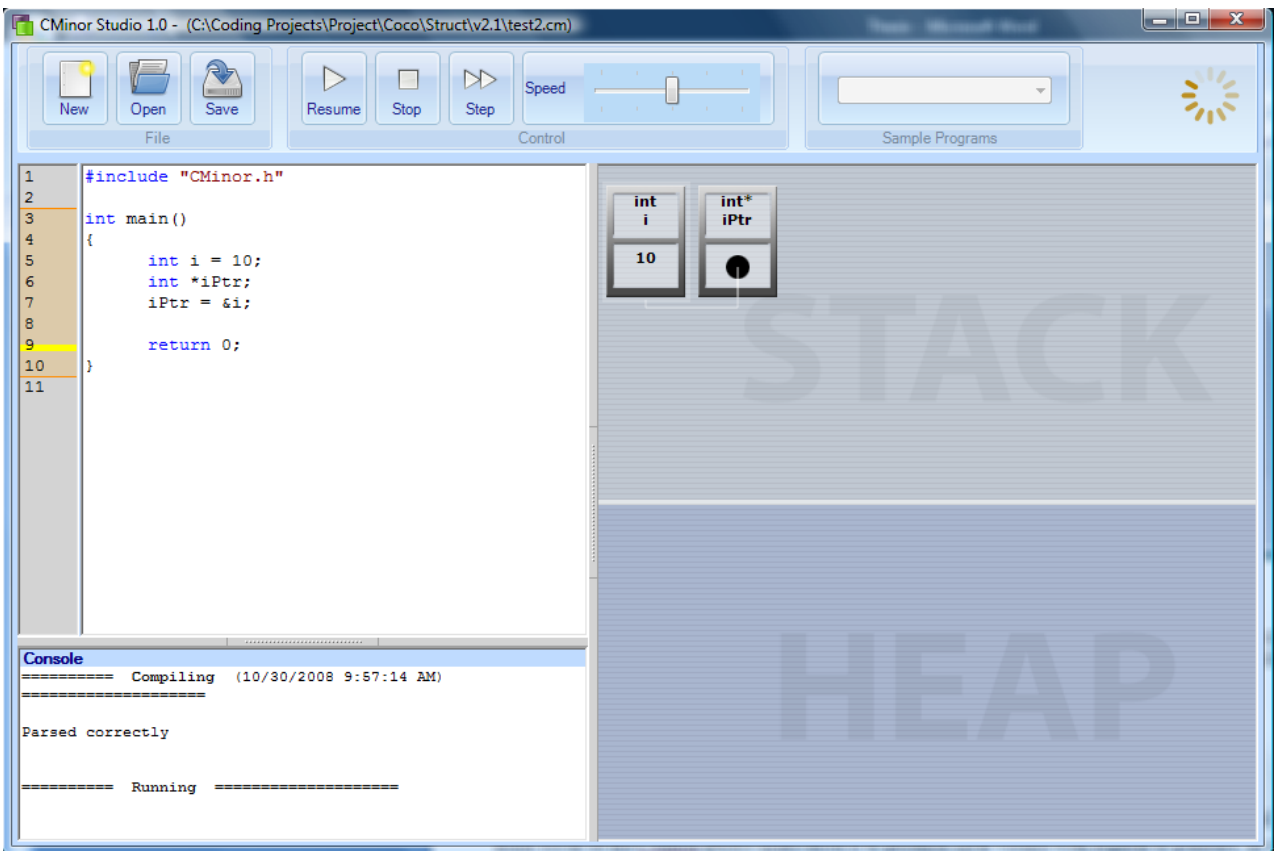 CMinor Studio 1.0 - (C:\Coding Projects\Project\Coco\Struct\v2.1\test2.cm)
New Open Save
File
Resume Stop Step Speed
Control
Sample Programs
1 #include "CMinor.h"
2
3 int main()
4 {
5 int i = 10;
6 int *iPtr;
7 iPtr = &i;
8
9 return 0;
10 }
11
int
i
10
int*
iPtr
STACK
HEAP
Console
========== Compiling (10/30/2008 9:57:14 AM)
====================
Parsed correctly
========== Running ====================